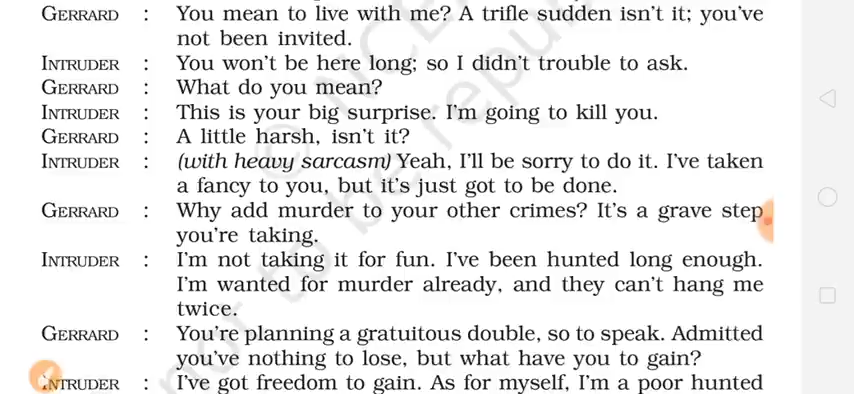 GERRARD : You mean to live with me? A trifle sudden isn't it; you've
not been invited.
INTRUDER : You won't be here long; so I didn't trouble to ask.
GERRARD : What do you mean?
INTRUDER : This is your big surprise. I'm going to kill you.
GERRARD : A little harsh, isn't it?
INTRUDER : (with heavy sarcasm) Yeah, I'll be sorry to do it. I've taken
a fancy to you, but it's just got to be done.
GERRARD : Why add murder to your other crimes? It's a grave step
you're taking.
INTRUDER : I'm not taking it for fun. I've been hunted long enough.
I'm wanted for murder already, and they can't hang me
twice.
GERRARD : You're planning a gratuitous double, so to speak. Admitted
you've nothing to lose, but what have you to gain?
INTRUDER : I've got freedom to gain. As for myself, I'm a poor hunted